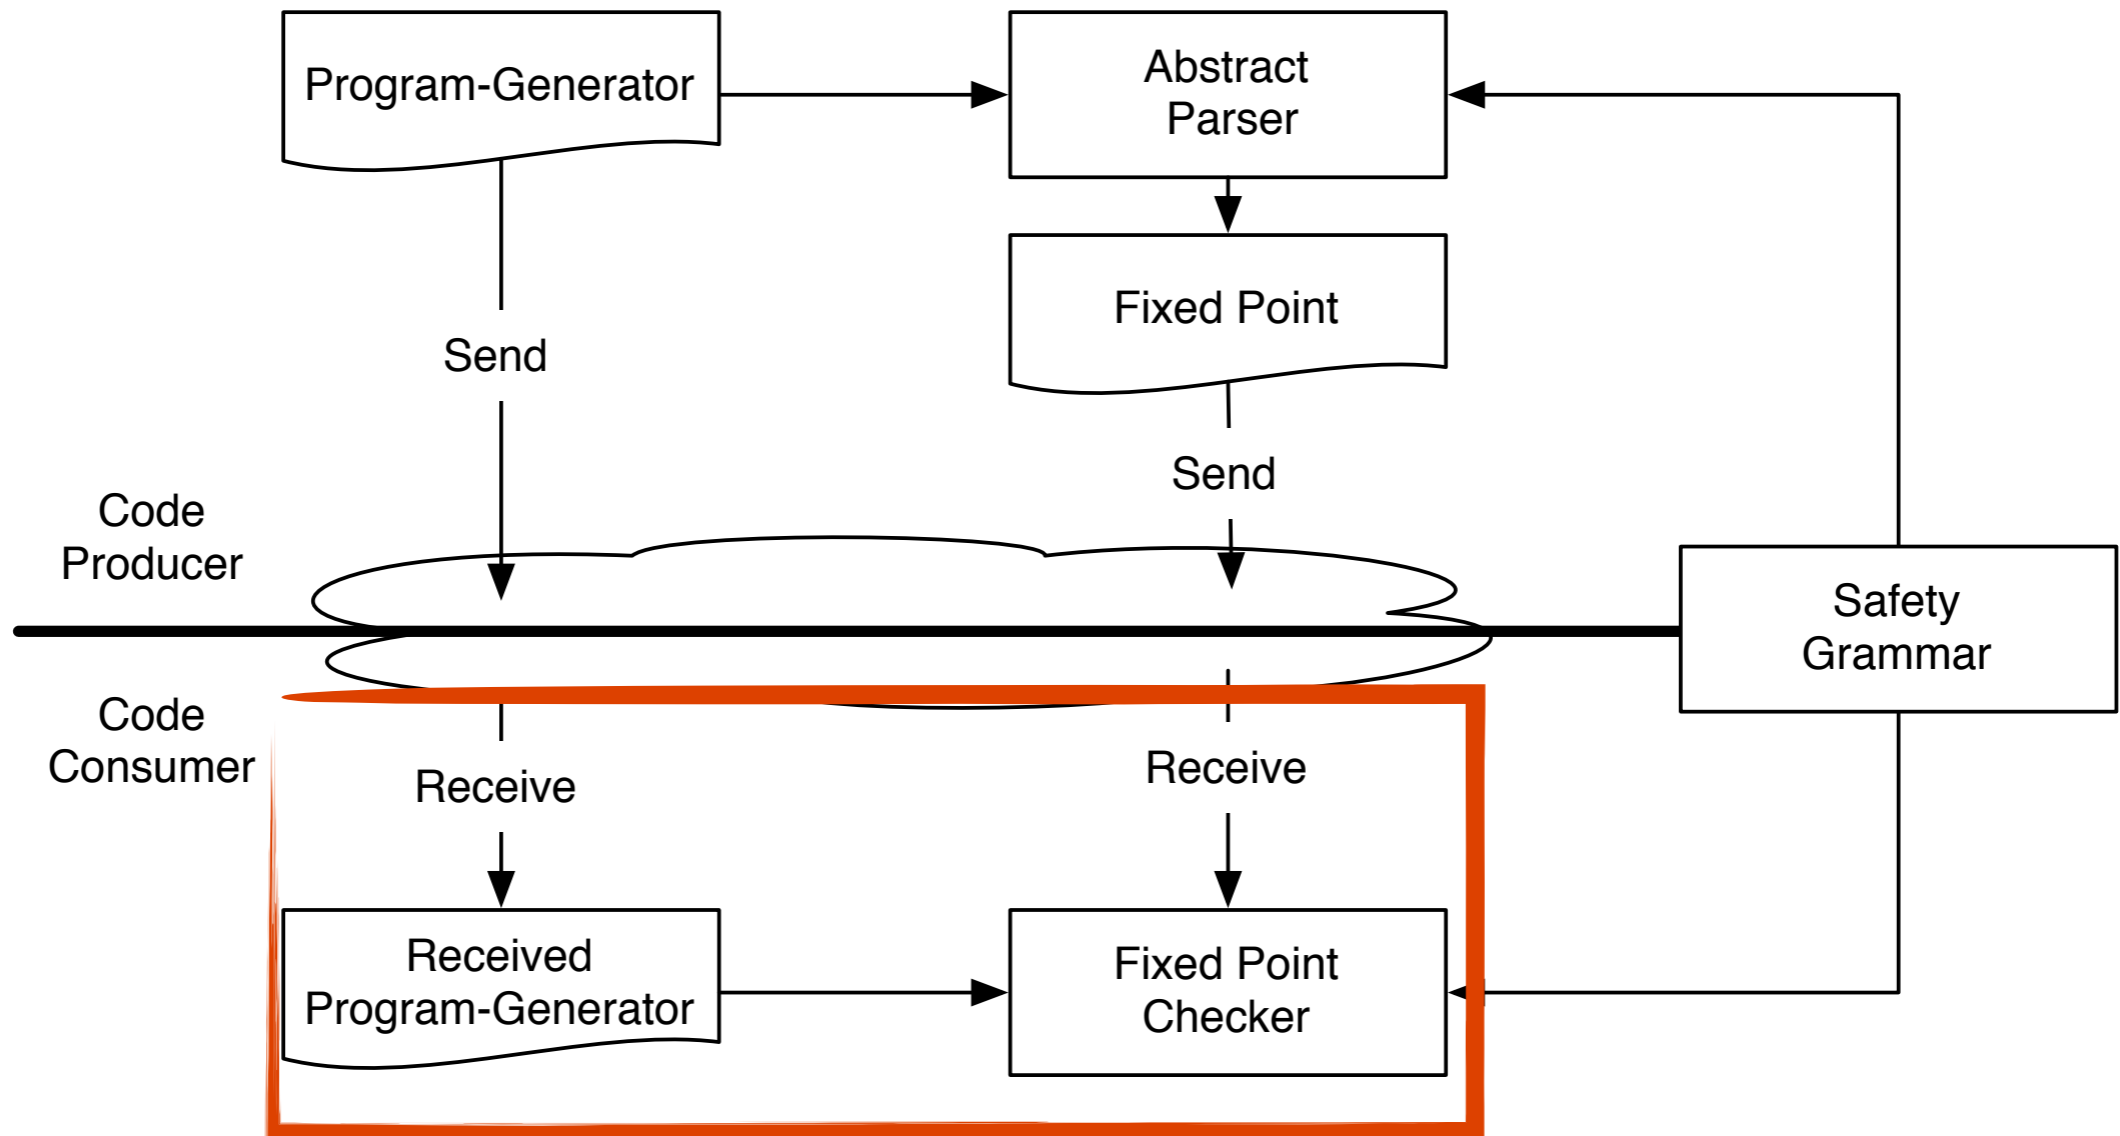 Program-Generator
Abstract
Parser
Fixed Point
Send
Send
Code
Producer
Safety
Grammar
Code
Consumer
Receive
Receive
Received
Program-Generator
Fixed Point
Checker